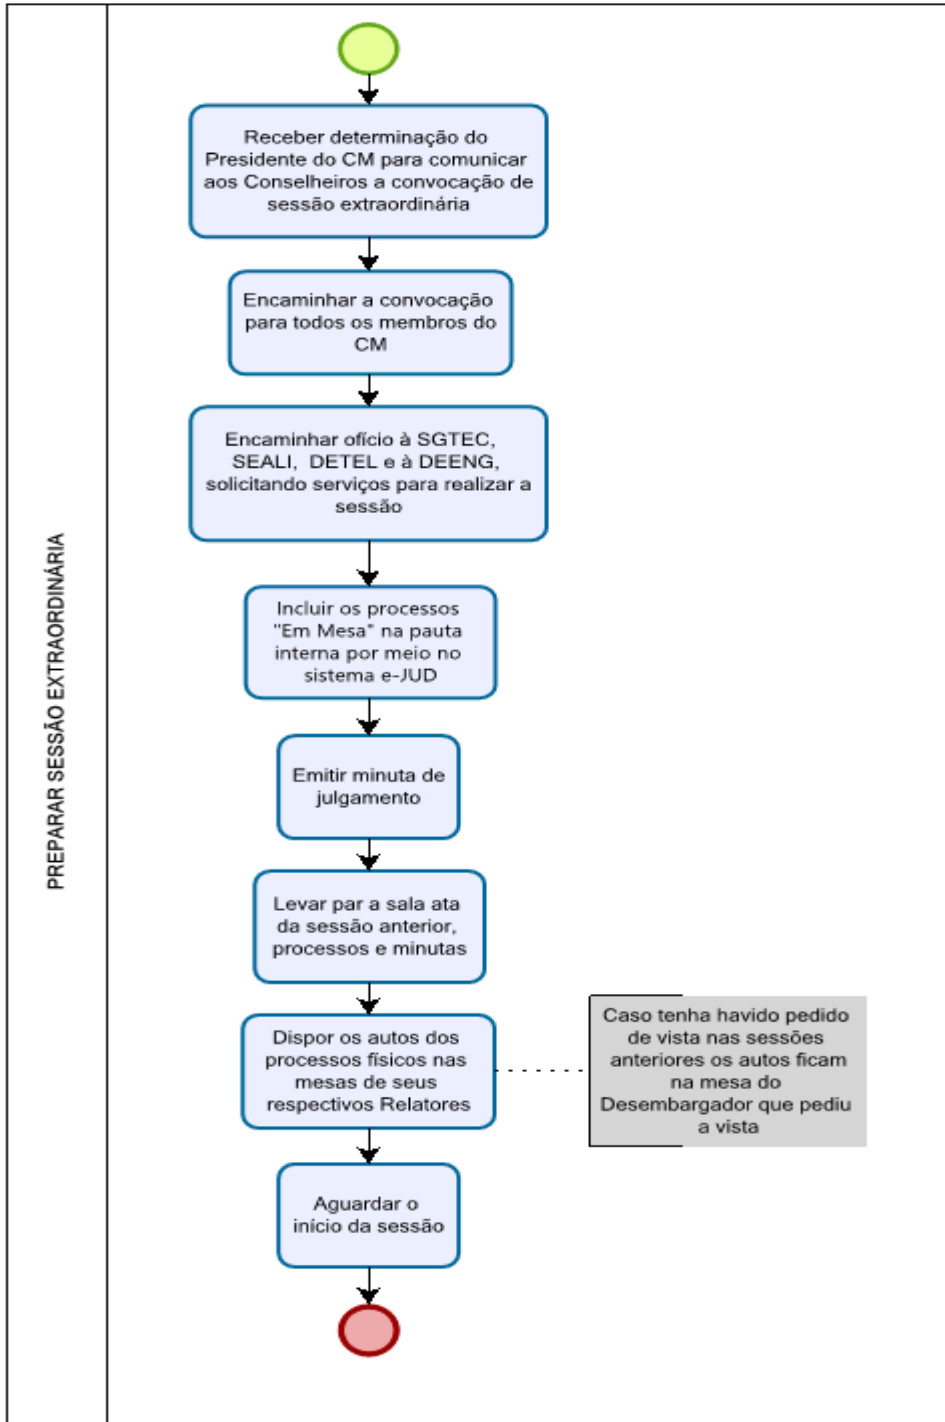 PREPARAR SESSÃO EXTRAORDINÁRIA
Receber determinação do
Presidente do CM para comunicar
aos Conselheiros a convocação de
sessão extraordinária
Encaminhar a convocação
para todos os membros do
CM
Encaminhar ofício à SGTEC,
SEALI, DETEL e à DEENG,
solicitando serviços para realizar a
sessão
Incluir os processos
"Em Mesa" na pauta
interna por meio no
sistema e-JUD
Emitir minuta de
julgamento
Levar par a sala ata
da sessão anterior,
processos e minutas
Dispor os autos dos
processos físicos nas
mesas de seus
respectivos Relatores
Caso tenha havido pedido
de vista nas sessões
anteriores os autos ficam
na mesa do
Desembargador que pediu
a vista
Aguardar o
início da sessão